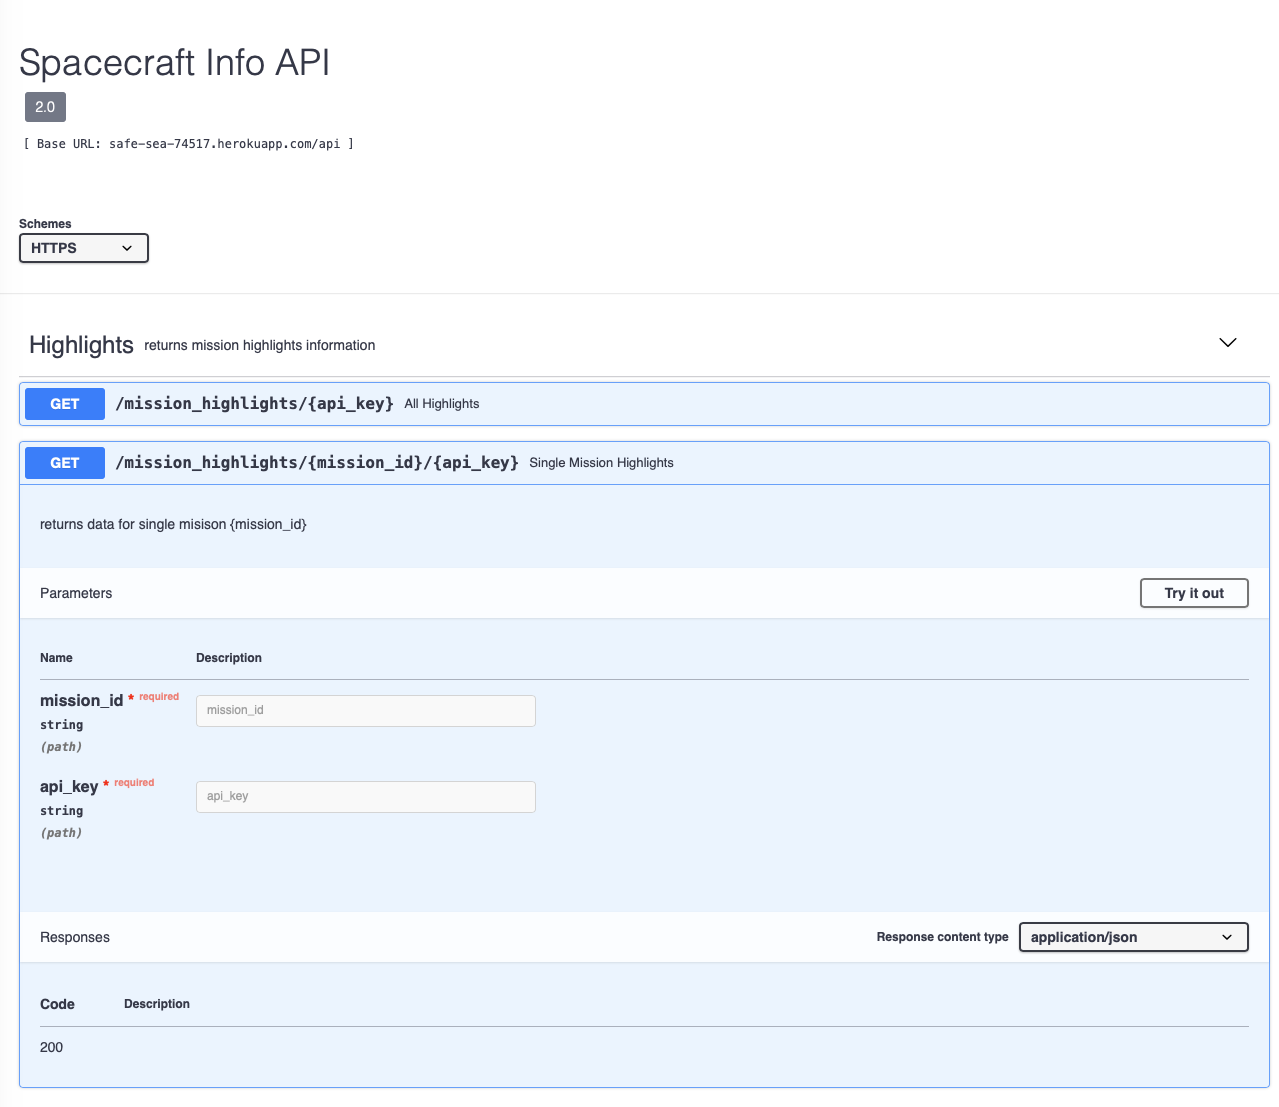 Spacecraft Info API
2.0
[ Base URL: safe-sea-74517.herokuapp.com/api ]
Schemes
HTTPS
Highlights returns mission highlights information
GET /mission_highlights/{api_key} All Highlights
GET /mission_highlights/{mission_id}/{api_key} Single Mission Highlights
returns data for single misison {mission_id}
Parameters Try it out
Name Description
mission_id * required mission_id
string
(path)
api_key * required api_key
string
(path)
Responses Response content type application/json
Code Description
200